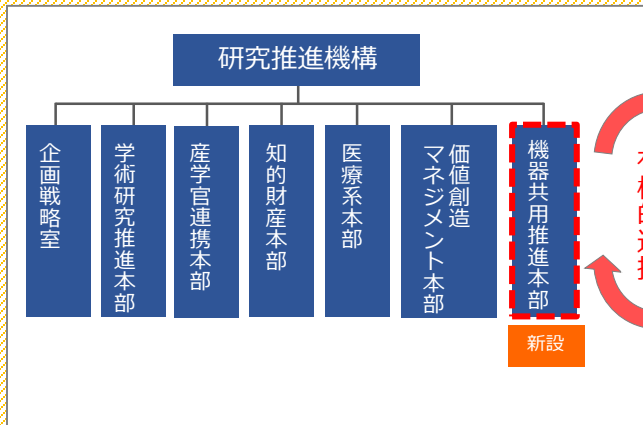 研究推進機構
企画戦略室
学術研究推進本部
産学官連携本部
知的財産本部
医療系本部
価値創造
マネジメント本部
機器共用推進本部
新設